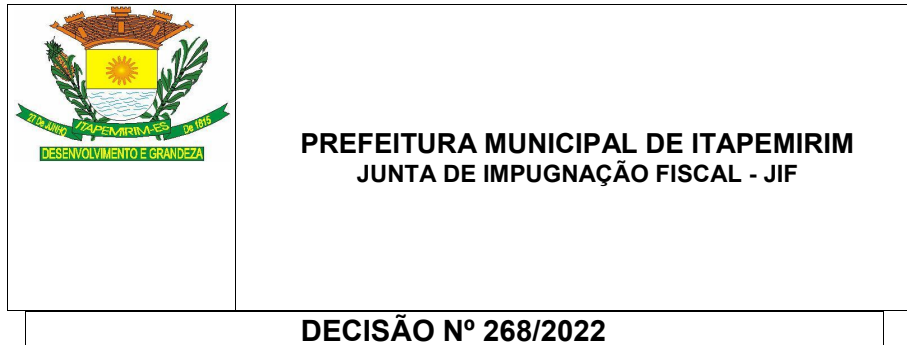 27 De JUNHO ITAPEMIRIM-ES De 1815
DESENVOLVIMENTO E GRANDEZA
PREFEITURA MUNICIPAL DE ITAPEMIRIM
JUNTA DE IMPUGNAÇÃO FISCAL - JIF
DECISÃO Nº 268/2022